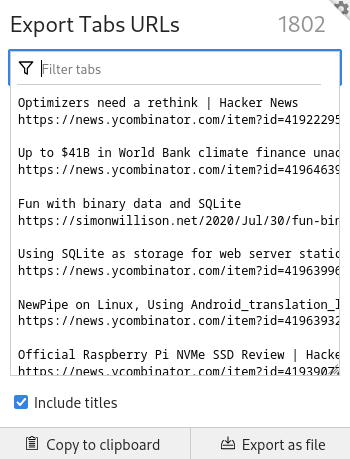 Export Tabs URLs 1802
Filter tabs
Optimizers need a rethink | Hacker News
https://news.ycombinator.com/item?id=41922295
Up to $41B in World Bank climate finance unac
https://news.ycombinator.com/item?id=41964639
Fun with binary data and SQLite
https://simonwillison.net/2020/Jul/30/fun-bin
Using SQLite as storage for web server static
https://news.ycombinator.com/item?id=41963996
NewPipe on Linux, Using Android_translation_l
https://news.ycombinator.com/item?id=41963932
Official Raspberry Pi NVMe SSD Review | Hacke
https://news.ycombinator.com/item?id=41939077
Include titles
Copy to clipboard
Export as file